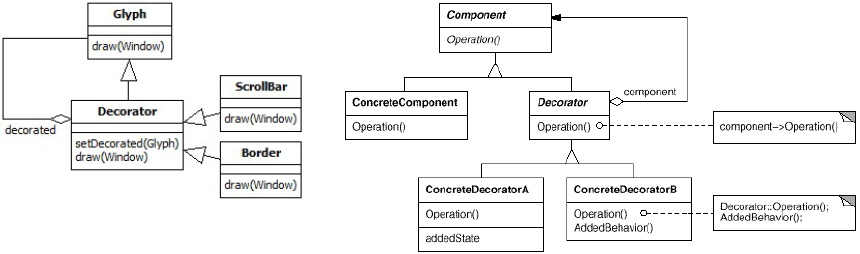 Glyph
draw(Window)
decorated
Decorator
setDecorated(Glyph)
draw(Window)
ScrollBar
draw(Window)
Border
draw(Window)
Component
Operation()
component
ConcreteComponent
Operation()
Decorator
Operation()
component->Operation()
ConcreteDecoratorA
Operation()
addedState
ConcreteDecoratorB
Operation()
AddedBehavior()
Decorator::Operation();
AddedBehavior();